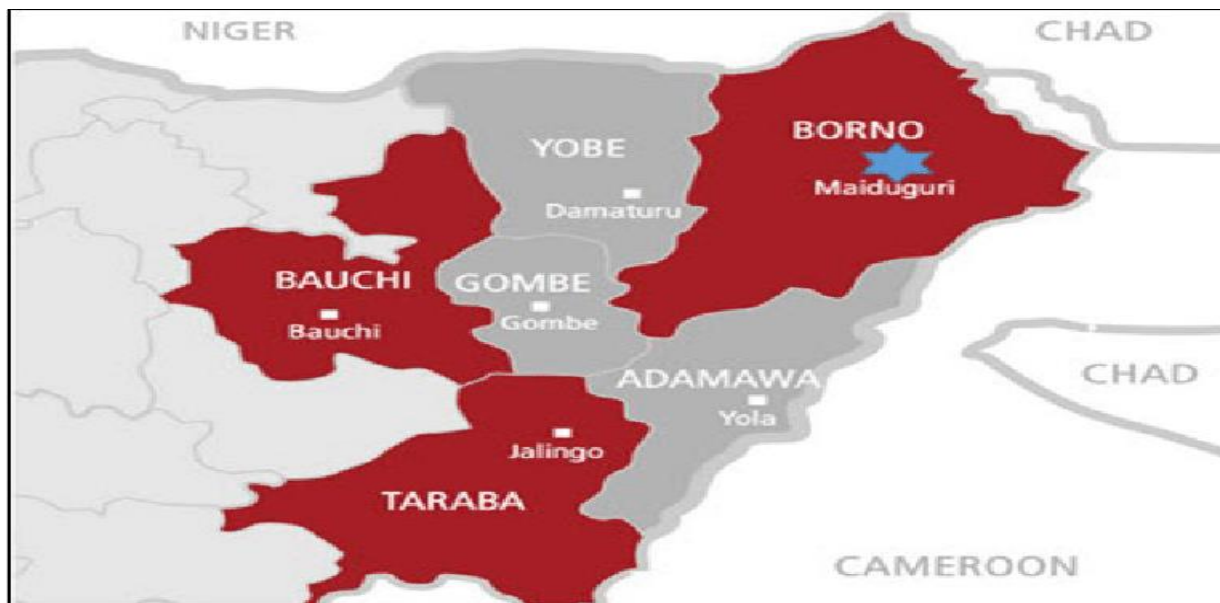 NIGER
CHAD
BORNO
Maiduguri
YOBE
Damaturu
BAUCHI
Bauchi
GOMBE
Gombe
ADAMAWA
Yola
CHAD
Jalingo
TARABA
CAMEROON